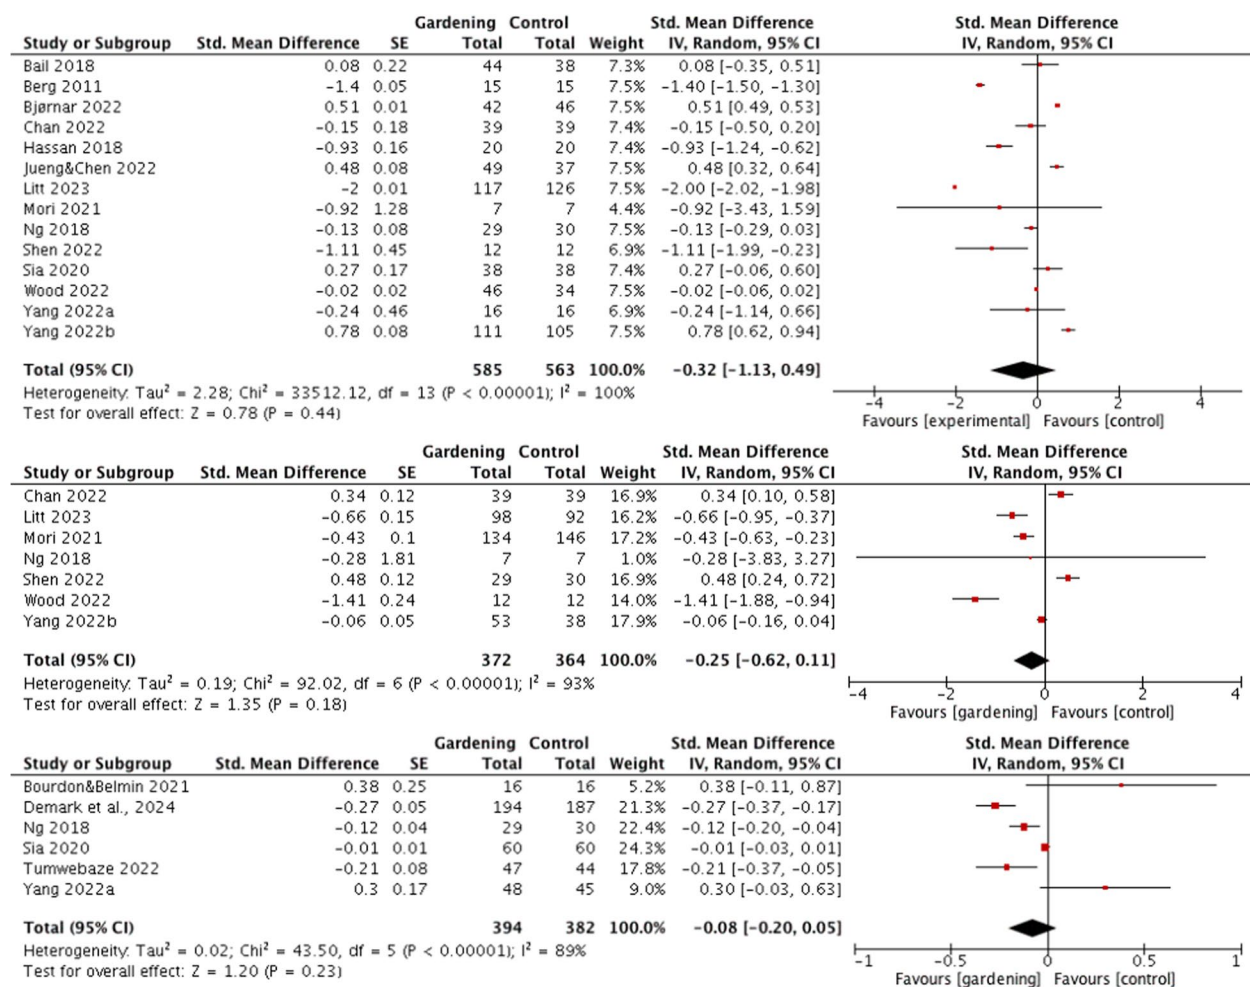 Gardening Control Std. Mean Difference Std. Mean Difference
Study or Subgroup Std. Mean Difference SE Total Total Weight IV, Random, 95% CI IV, Random, 95% CI
Bail 2018 0.08 0.22 44 38 7.3% 0.08 [-0.35, 0.51]
Berg 2011 -1.4 0.05 15 15 7.5% -1.40 [-1.50, -1.30]
Bjørnar 2022 0.51 0.01 42 46 7.5% 0.51 [0.49, 0.53]
Chan 2022 -0.15 0.18 39 39 7.4% -0.15 [-0.50, 0.20]
Hassan 2018 -0.93 0.16 20 20 7.4% -0.93 [-1.24, -0.62]
Jueng&Chen 2022 0.48 0.08 49 37 7.5% 0.48 [0.32, 0.64]
Litt 2023 -2 0.01 117 126 7.5% -2.00 [-2.02, -1.98]
Mori 2021 -0.92 1.28 7 7 4.4% -0.92 [-3.43, 1.59]
Ng 2018 -0.13 0.08 29 30 7.5% -0.13 [-0.29, 0.03]
Shen 2022 -1.11 0.45 12 12 6.9% -1.11 [-1.99, -0.23]
Sia 2020 0.27 0.17 38 38 7.4% 0.27 [-0.06, 0.60]
Wood 2022 -0.02 0.02 46 34 7.5% -0.02 [-0.06, 0.02]
Yang 2022a -0.24 0.46 16 16 6.9% -0.24 [-1.14, 0.66]
Yang 2022b 0.78 0.08 111 105 7.5% 0.78 [0.62, 0.94]
Total (95% CI) 585 563 100.0% -0.32 [-1.13, 0.49]
Heterogeneity: Tau² = 2.28; Chi² = 33512.12, df = 13 (P < 0.00001); I² = 100%
Test for overall effect: Z = 0.78 (P = 0.44)
-4 -2 0 2 4
Favours [experimental] Favours [control]
Gardening Control Std. Mean Difference Std. Mean Difference
Study or Subgroup Std. Mean Difference SE Total Total Weight IV, Random, 95% CI IV, Random, 95% CI
Chan 2022 0.34 0.12 39 39 16.9% 0.34 [0.10, 0.58]
Litt 2023 -0.66 0.15 98 92 16.2% -0.66 [-0.95, -0.37]
Mori 2021 -0.43 0.1 134 146 17.2% -0.43 [-0.63, -0.23]
Ng 2018 -0.28 1.81 7 7 1.0% -0.28 [-3.83, 3.27]
Shen 2022 0.48 0.12 29 30 16.9% 0.48 [0.24, 0.72]
Wood 2022 -1.41 0.24 12 12 14.0% -1.41 [-1.88, -0.94]
Yang 2022b -0.06 0.05 53 38 17.9% -0.06 [-0.16, 0.04]
Total (95% CI) 372 364 100.0% -0.25 [-0.62, 0.11]
Heterogeneity: Tau² = 0.19; Chi² = 92.02, df = 6 (P < 0.00001); I² = 93%
Test for overall effect: Z = 1.35 (P = 0.18)
-4 -2 0 2 4
Favours [gardening] Favours [control]
Gardening Control Std. Mean Difference Std. Mean Difference
Study or Subgroup Std. Mean Difference SE Total Total Weight IV, Random, 95% CI IV, Random, 95% CI
Bourdon&Belmin 2021 0.38 0.25 16 16 5.2% 0.38 [-0.11, 0.87]
Demark et al., 2024 -0.27 0.05 194 187 21.3% -0.27 [-0.37, -0.17]
Ng 2018 -0.12 0.04 29 30 22.4% -0.12 [-0.20, -0.04]
Sia 2020 -0.01 0.01 60 60 24.3% -0.01 [-0.03, 0.01]
Tumwebaze 2022 -0.21 0.08 47 44 17.8% -0.21 [-0.37, -0.05]
Yang 2022a 0.3 0.17 48 45 9.0% 0.30 [-0.03, 0.63]
Total (95% CI) 394 382 100.0% -0.08 [-0.20, 0.05]
Heterogeneity: Tau² = 0.02; Chi² = 43.50, df = 5 (P < 0.00001); I² = 89%
Test for overall effect: Z = 1.20 (P = 0.23)
-1 -0.5 0 0.5 1
Favours [gardening] Favours [control]